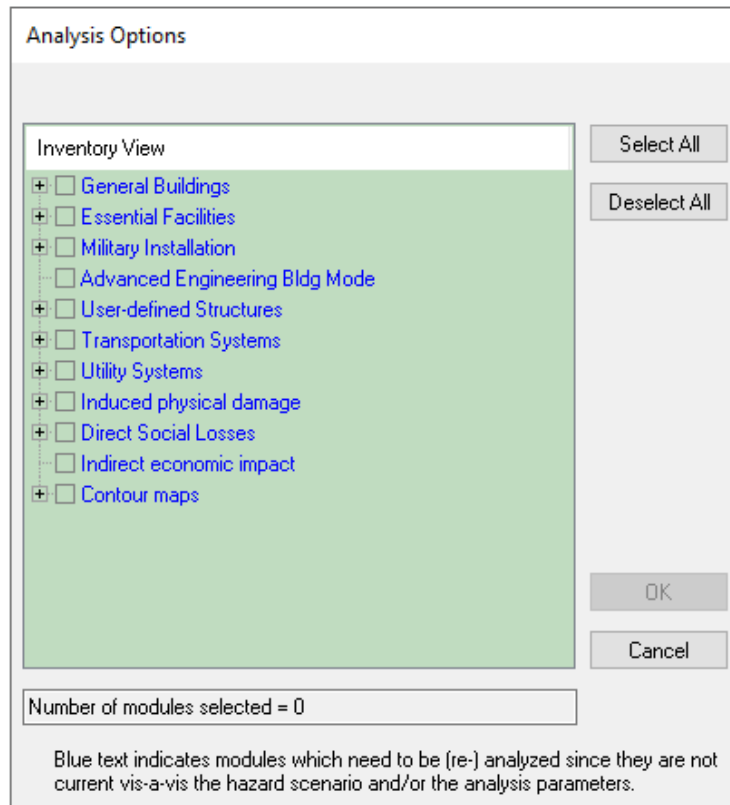 Analysis Options
Inventory View
Select All
General Buildings
Deselect All
Essential Facilities
Military Installation
Advanced Engineering Bldg Mode
User-defined Structures
Transportation Systems
Utility Systems
Induced physical damage
Direct Social Losses
Indirect economic impact
Contour maps
OK
Cancel
Number of modules selected = 0
Blue text indicates modules which need to be (re-) analyzed since they are not
current vis-a-vis the hazard scenario and/or the analysis parameters.